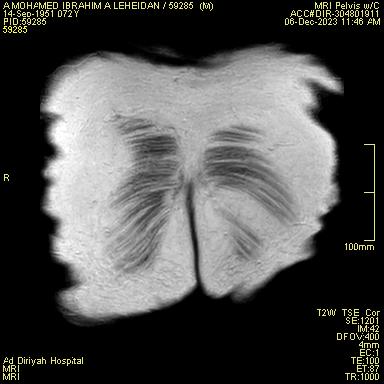 A MOHAMED IBRAHIM A LEHEIDAN / 59285 (M)
14-Sep-1951 072Y
PID:59285
59285
MRI Pelvis w/C
ACC#DIR-304801911
06-Dec-2023 11:46 AM
R
100mm
T2W TSE Cor
SE:1201
IM:42
DFOV:400
4mm
EC:1
TE:100
ET:87
TR:1000
Ad Diriyah Hospital
MRI
MRI